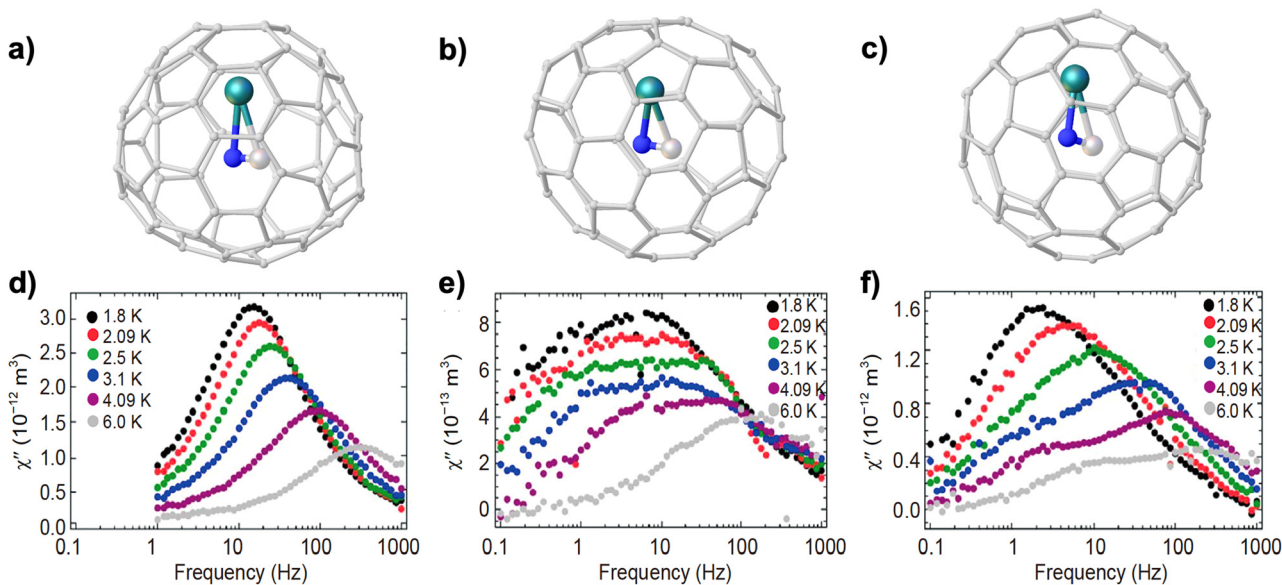 a)
b)
c)
d)
3.0
2.5
2.0
1.5
1.0
0.5
0.0
χ″ (10⁻¹² m³)
1.8 K
2.09 K
2.5 K
3.1 K
4.09 K
6.0 K
0.1 1 10 100 1000
Frequency (Hz)
e)
8
6
4
2
0
χ″ (10⁻¹³ m³)
1.8 K
2.09 K
2.5 K
3.1 K
4.09 K
6.0 K
0.1 1 10 100 1000
Frequency (Hz)
f)
1.6
1.2
0.8
0.4
0.0
χ″ (10⁻¹² m³)
1.8 K
2.09 K
2.5 K
3.1 K
4.09 K
6.0 K
0.1 1 10 100 1000
Frequency (Hz)